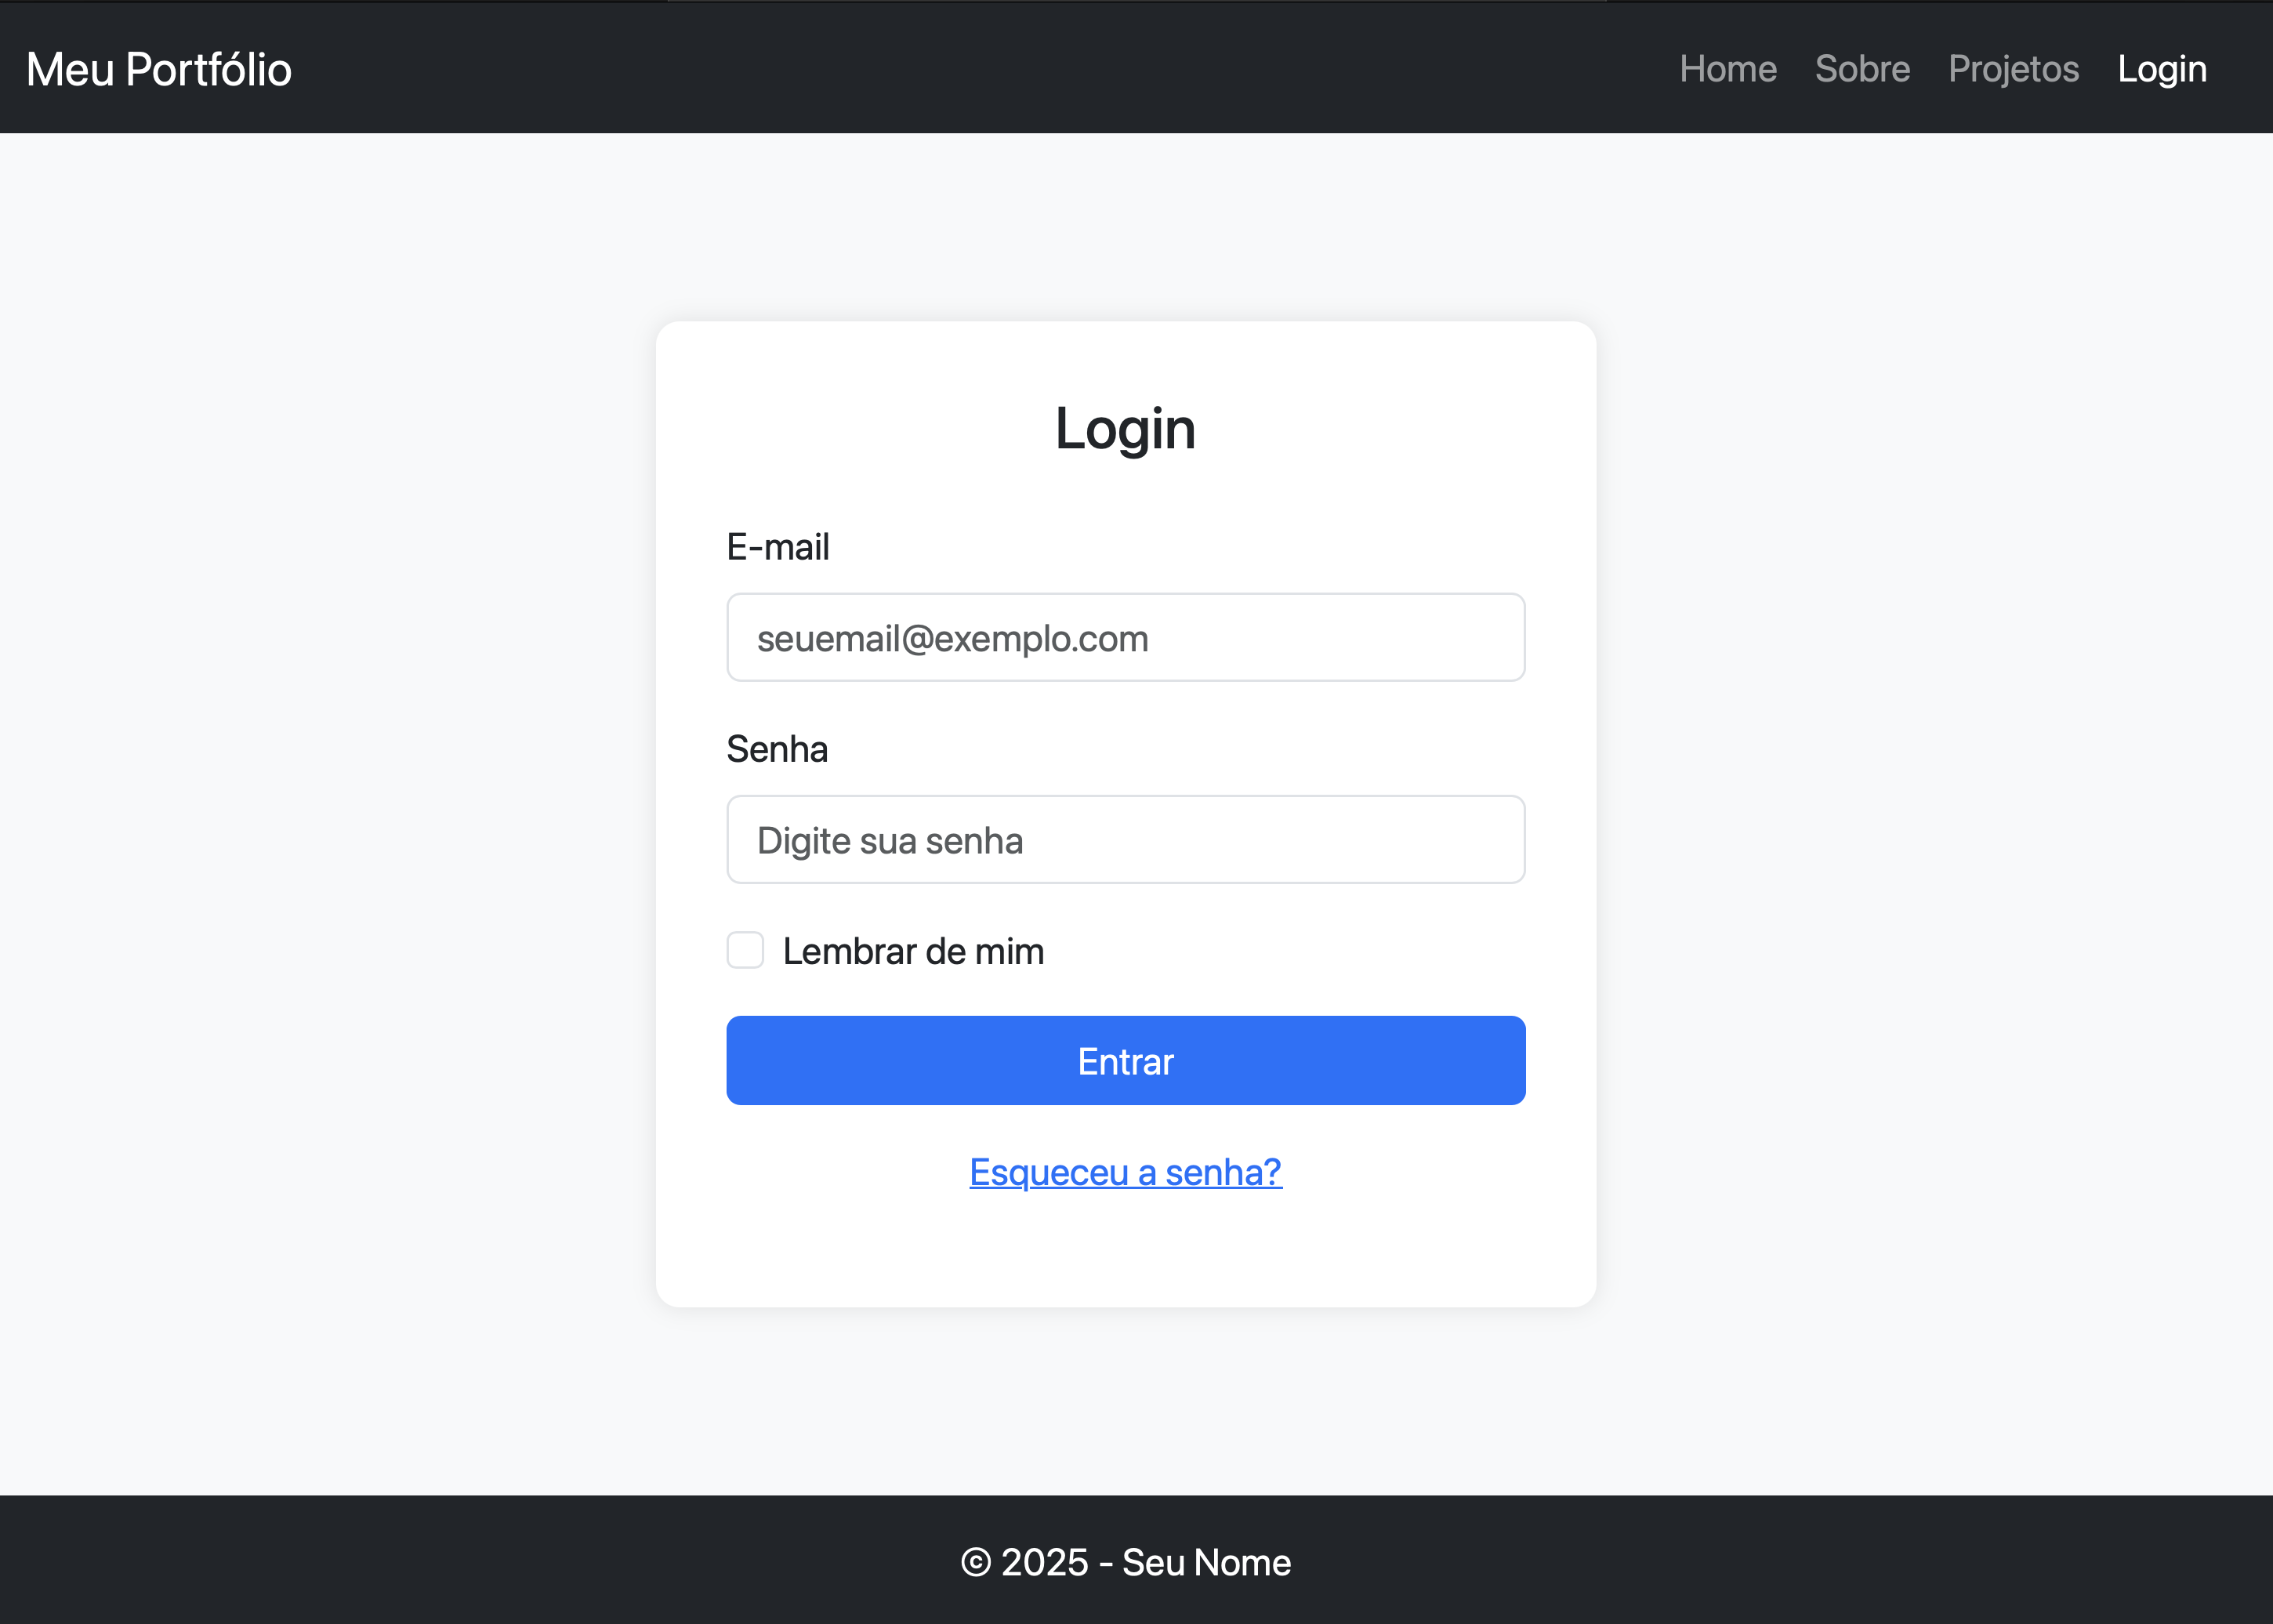 Meu Portfólio
Home Sobre Projetos Login
Login
E-mail
seuemail@exemplo.com
Senha
Digite sua senha
Lembrar de mim
Entrar
Esqueceu a senha?
© 2025 - Seu Nome